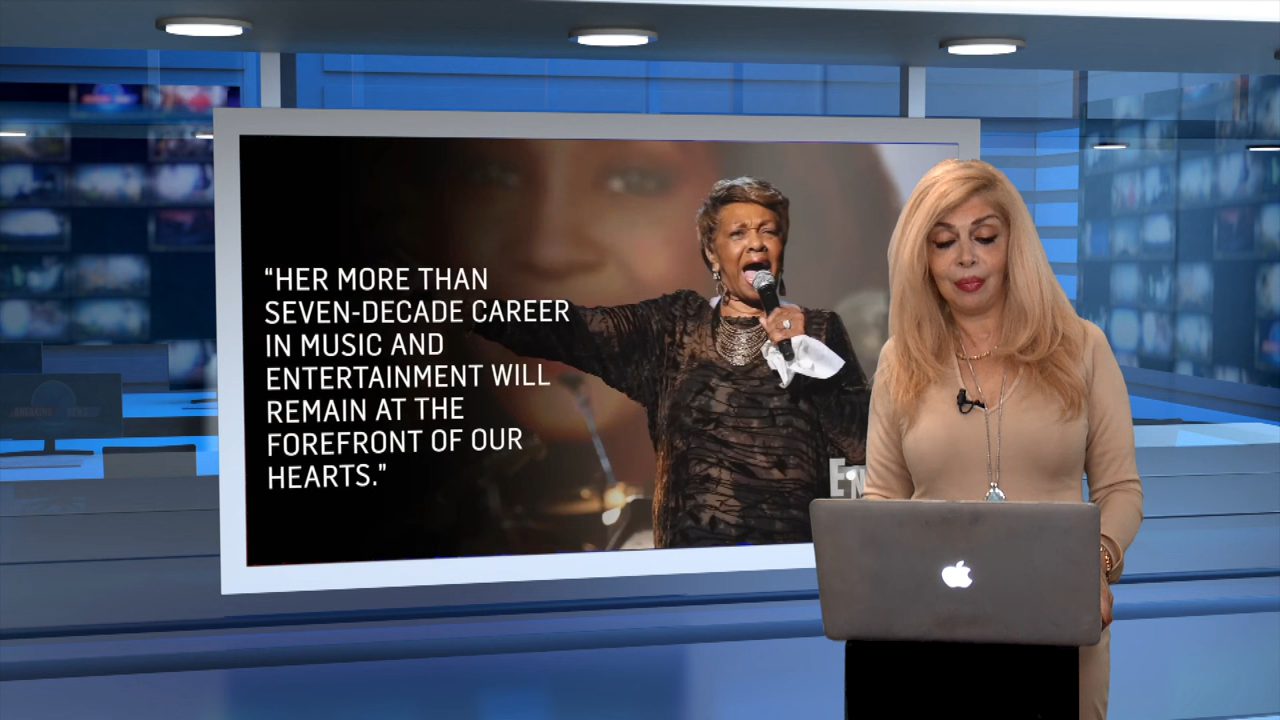 “HER MORE THAN
SEVEN-DECADE CAREER
IN MUSIC AND
ENTERTAINMENT WILL
REMAIN AT THE
FOREFRONT OF OUR
HEARTS."